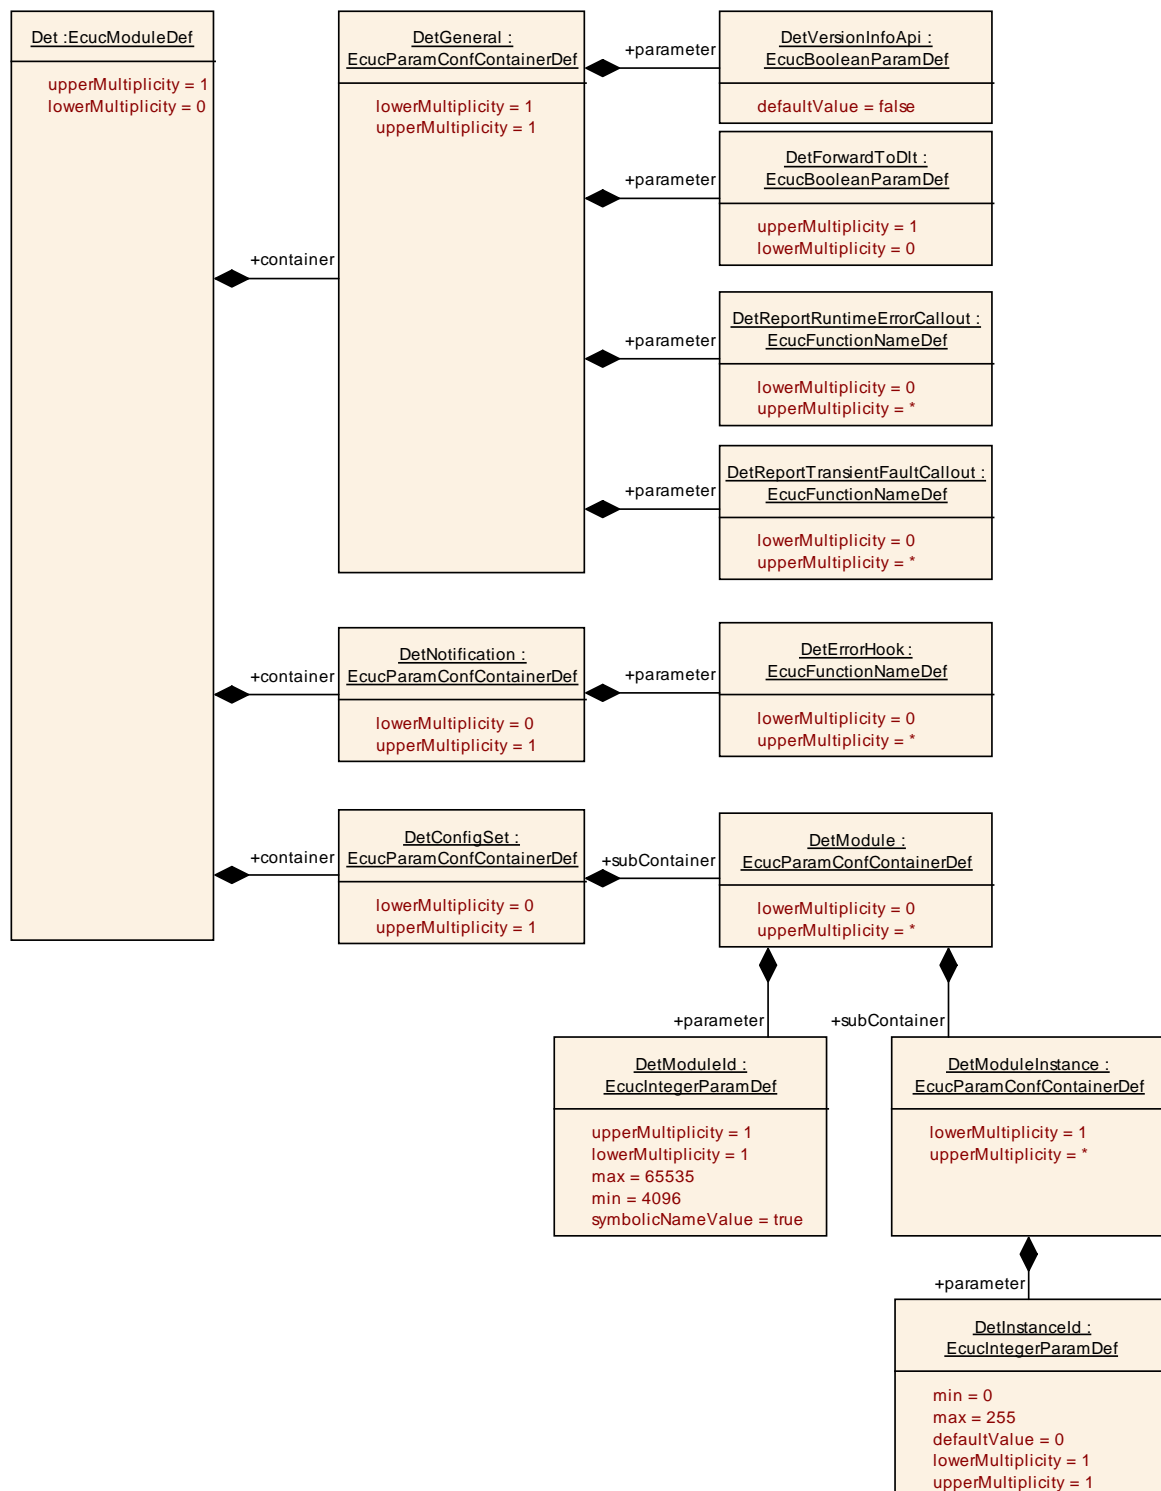 Det :EcucModuleDef
upperMultiplicity = 1
lowerMultiplicity = 0
+container
DetGeneral :
EcucParamConfContainerDef
lowerMultiplicity = 1
upperMultiplicity = 1
+parameter
DetVersionInfoApi :
EcucBooleanParamDef
defaultValue = false
+parameter
DetForwardToDlt :
EcucBooleanParamDef
upperMultiplicity = 1
lowerMultiplicity = 0
+parameter
DetReportRuntimeErrorCallout :
EcucFunctionNameDef
lowerMultiplicity = 0
upperMultiplicity = *
+parameter
DetReportTransientFaultCallout :
EcucFunctionNameDef
lowerMultiplicity = 0
upperMultiplicity = *
+container
DetNotification :
EcucParamConfContainerDef
lowerMultiplicity = 0
upperMultiplicity = 1
+parameter
DetErrorHook :
EcucFunctionNameDef
lowerMultiplicity = 0
upperMultiplicity = *
+container
DetConfigSet :
EcucParamConfContainerDef
lowerMultiplicity = 0
upperMultiplicity = 1
+subContainer
DetModule :
EcucParamConfContainerDef
lowerMultiplicity = 0
upperMultiplicity = *
+parameter
DetModuleId :
EcucIntegerParamDef
upperMultiplicity = 1
lowerMultiplicity = 1
max = 65535
min = 4096
symbolicNameValue = true
+subContainer
DetModuleInstance :
EcucParamConfContainerDef
lowerMultiplicity = 1
upperMultiplicity = *
+parameter
DetInstanceId :
EcucIntegerParamDef
min = 0
max = 255
defaultValue = 0
lowerMultiplicity = 1
upperMultiplicity = 1